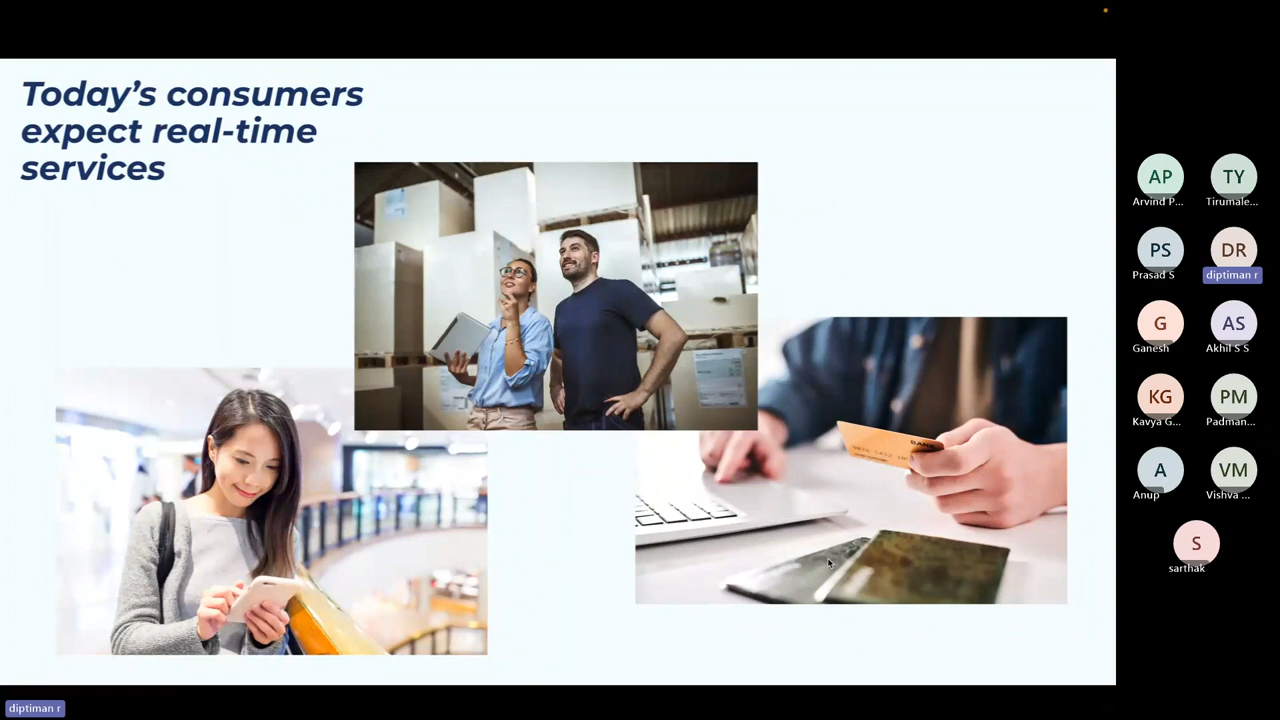 Today's consumers
expect real-time
services
BANK
AP
Arvind P...
TY
Tirumale...
PS
Prasad S
DR
diptiman r
G
Ganesh
AS
Akhil S S
KG
Kavya G...
PM
Padman...
A
Anup
VM
Vishva ...
S
sarthak
diptiman r